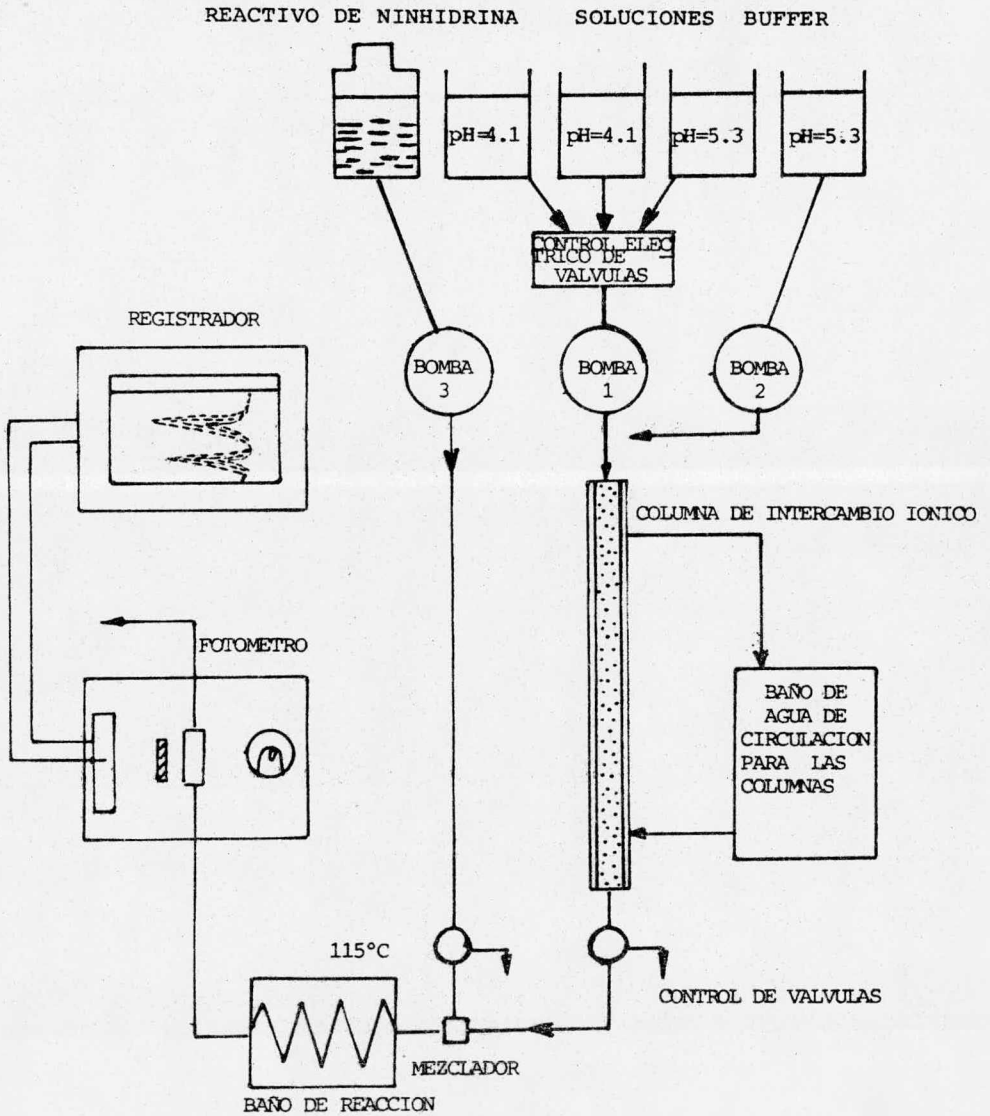 REACTIVO DE NINHIDRINA
SOLUCIONES BUFFER
pH=4.1
pH=4.1
pH=5.3
pH=5.3
CONTROL ELEC
TRICO DE
VALVULAS
REGISTRADOR
BOMBA
3
BOMBA
1
BOMBA
2
COLUMNA DE INTERCAMBIO IONICO
FOTOMETRO
BAÑO DE
AGUA DE
CIRCULACION
PARA LAS
COLUMNAS
115°C
CONTROL DE VALVULAS
MEZCLADOR
BAÑO DE REACCION